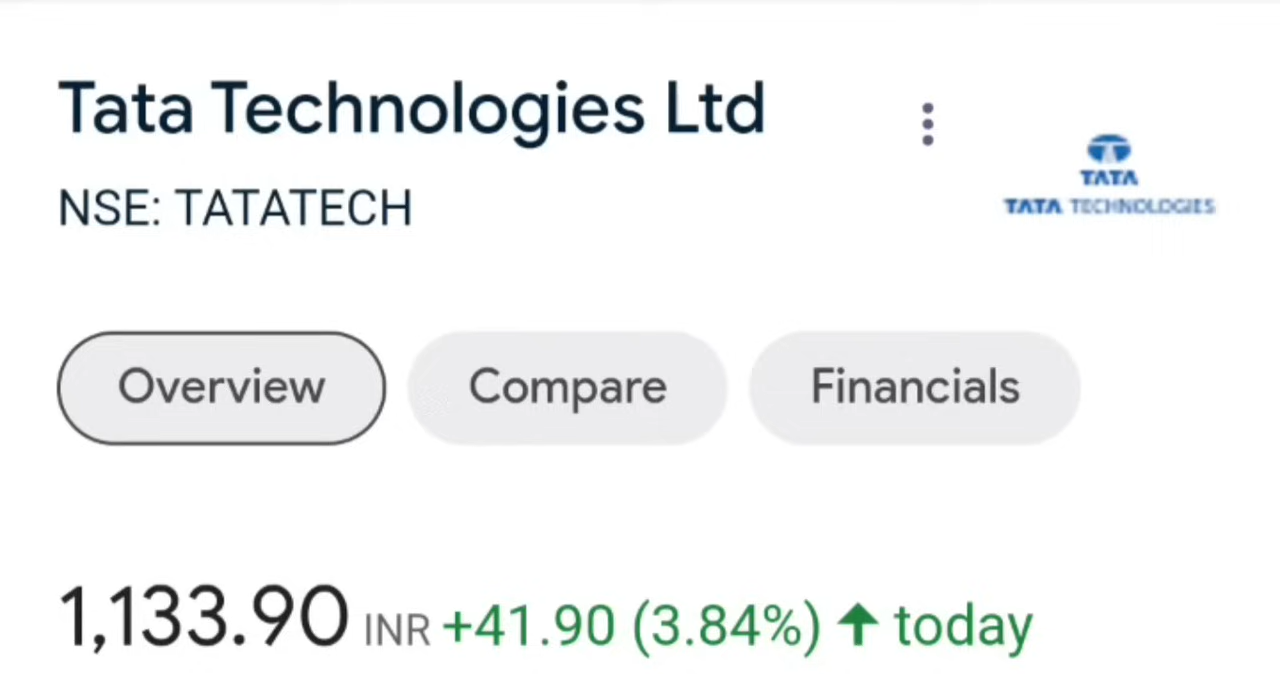 Tata Technologies Ltd
NSE: TATATECH
TATA
TATA TECHNOLOGIES
Overview Compare Financials
1,133.90 INR +41.90 (3.84%) ↑ today